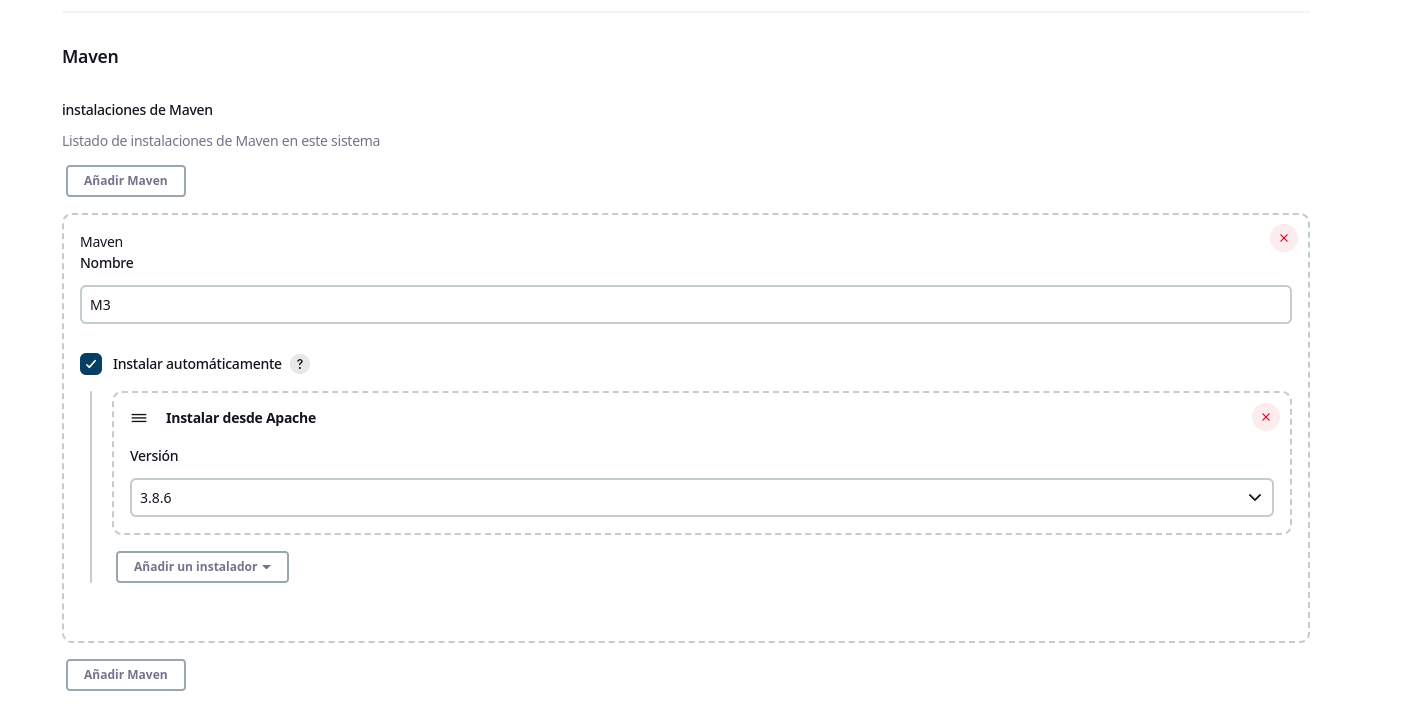 Maven
instalaciones de Maven
Listado de instalaciones de Maven en este sistema
Añadir Maven
Maven
Nombre
M3
Instalar automáticamente ?
Instalar desde Apache
Versión
3.8.6
Añadir un instalador
Añadir Maven